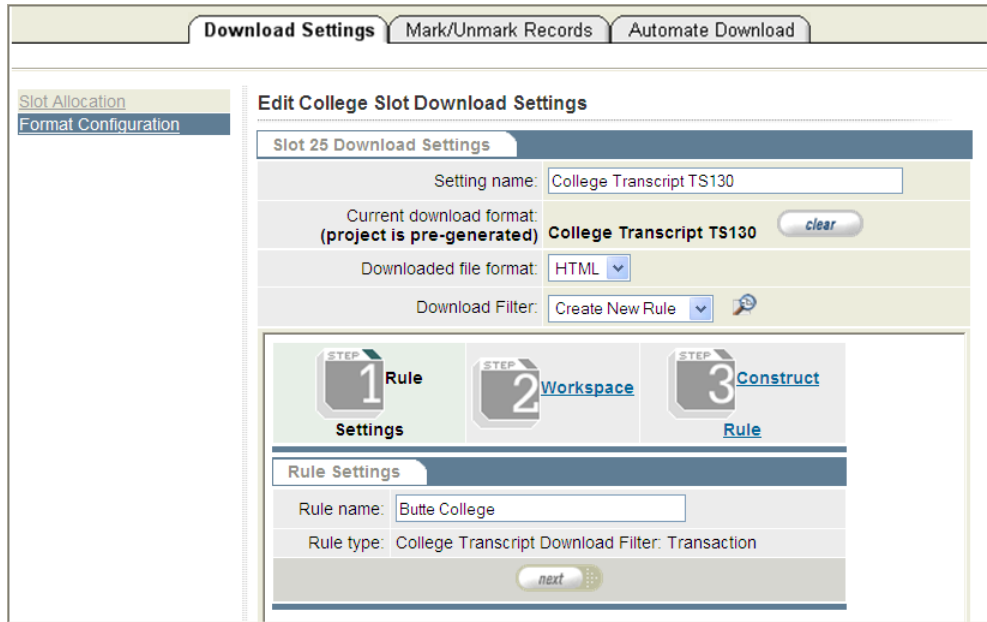 Download Settings Mark/Unmark Records Automate Download
Slot Allocation
Format Configuration
Edit College Slot Download Settings
Slot 25 Download Settings
Setting name: College Transcript TS130
Current download format:
(project is pre-generated) College Transcript TS130 clear
Downloaded file format: HTML
Download Filter: Create New Rule
STEP 1 Rule
Settings
STEP 2 Workspace
STEP 3 Construct
Rule
Rule Settings
Rule name: Butte College
Rule type: College Transcript Download Filter: Transaction
next